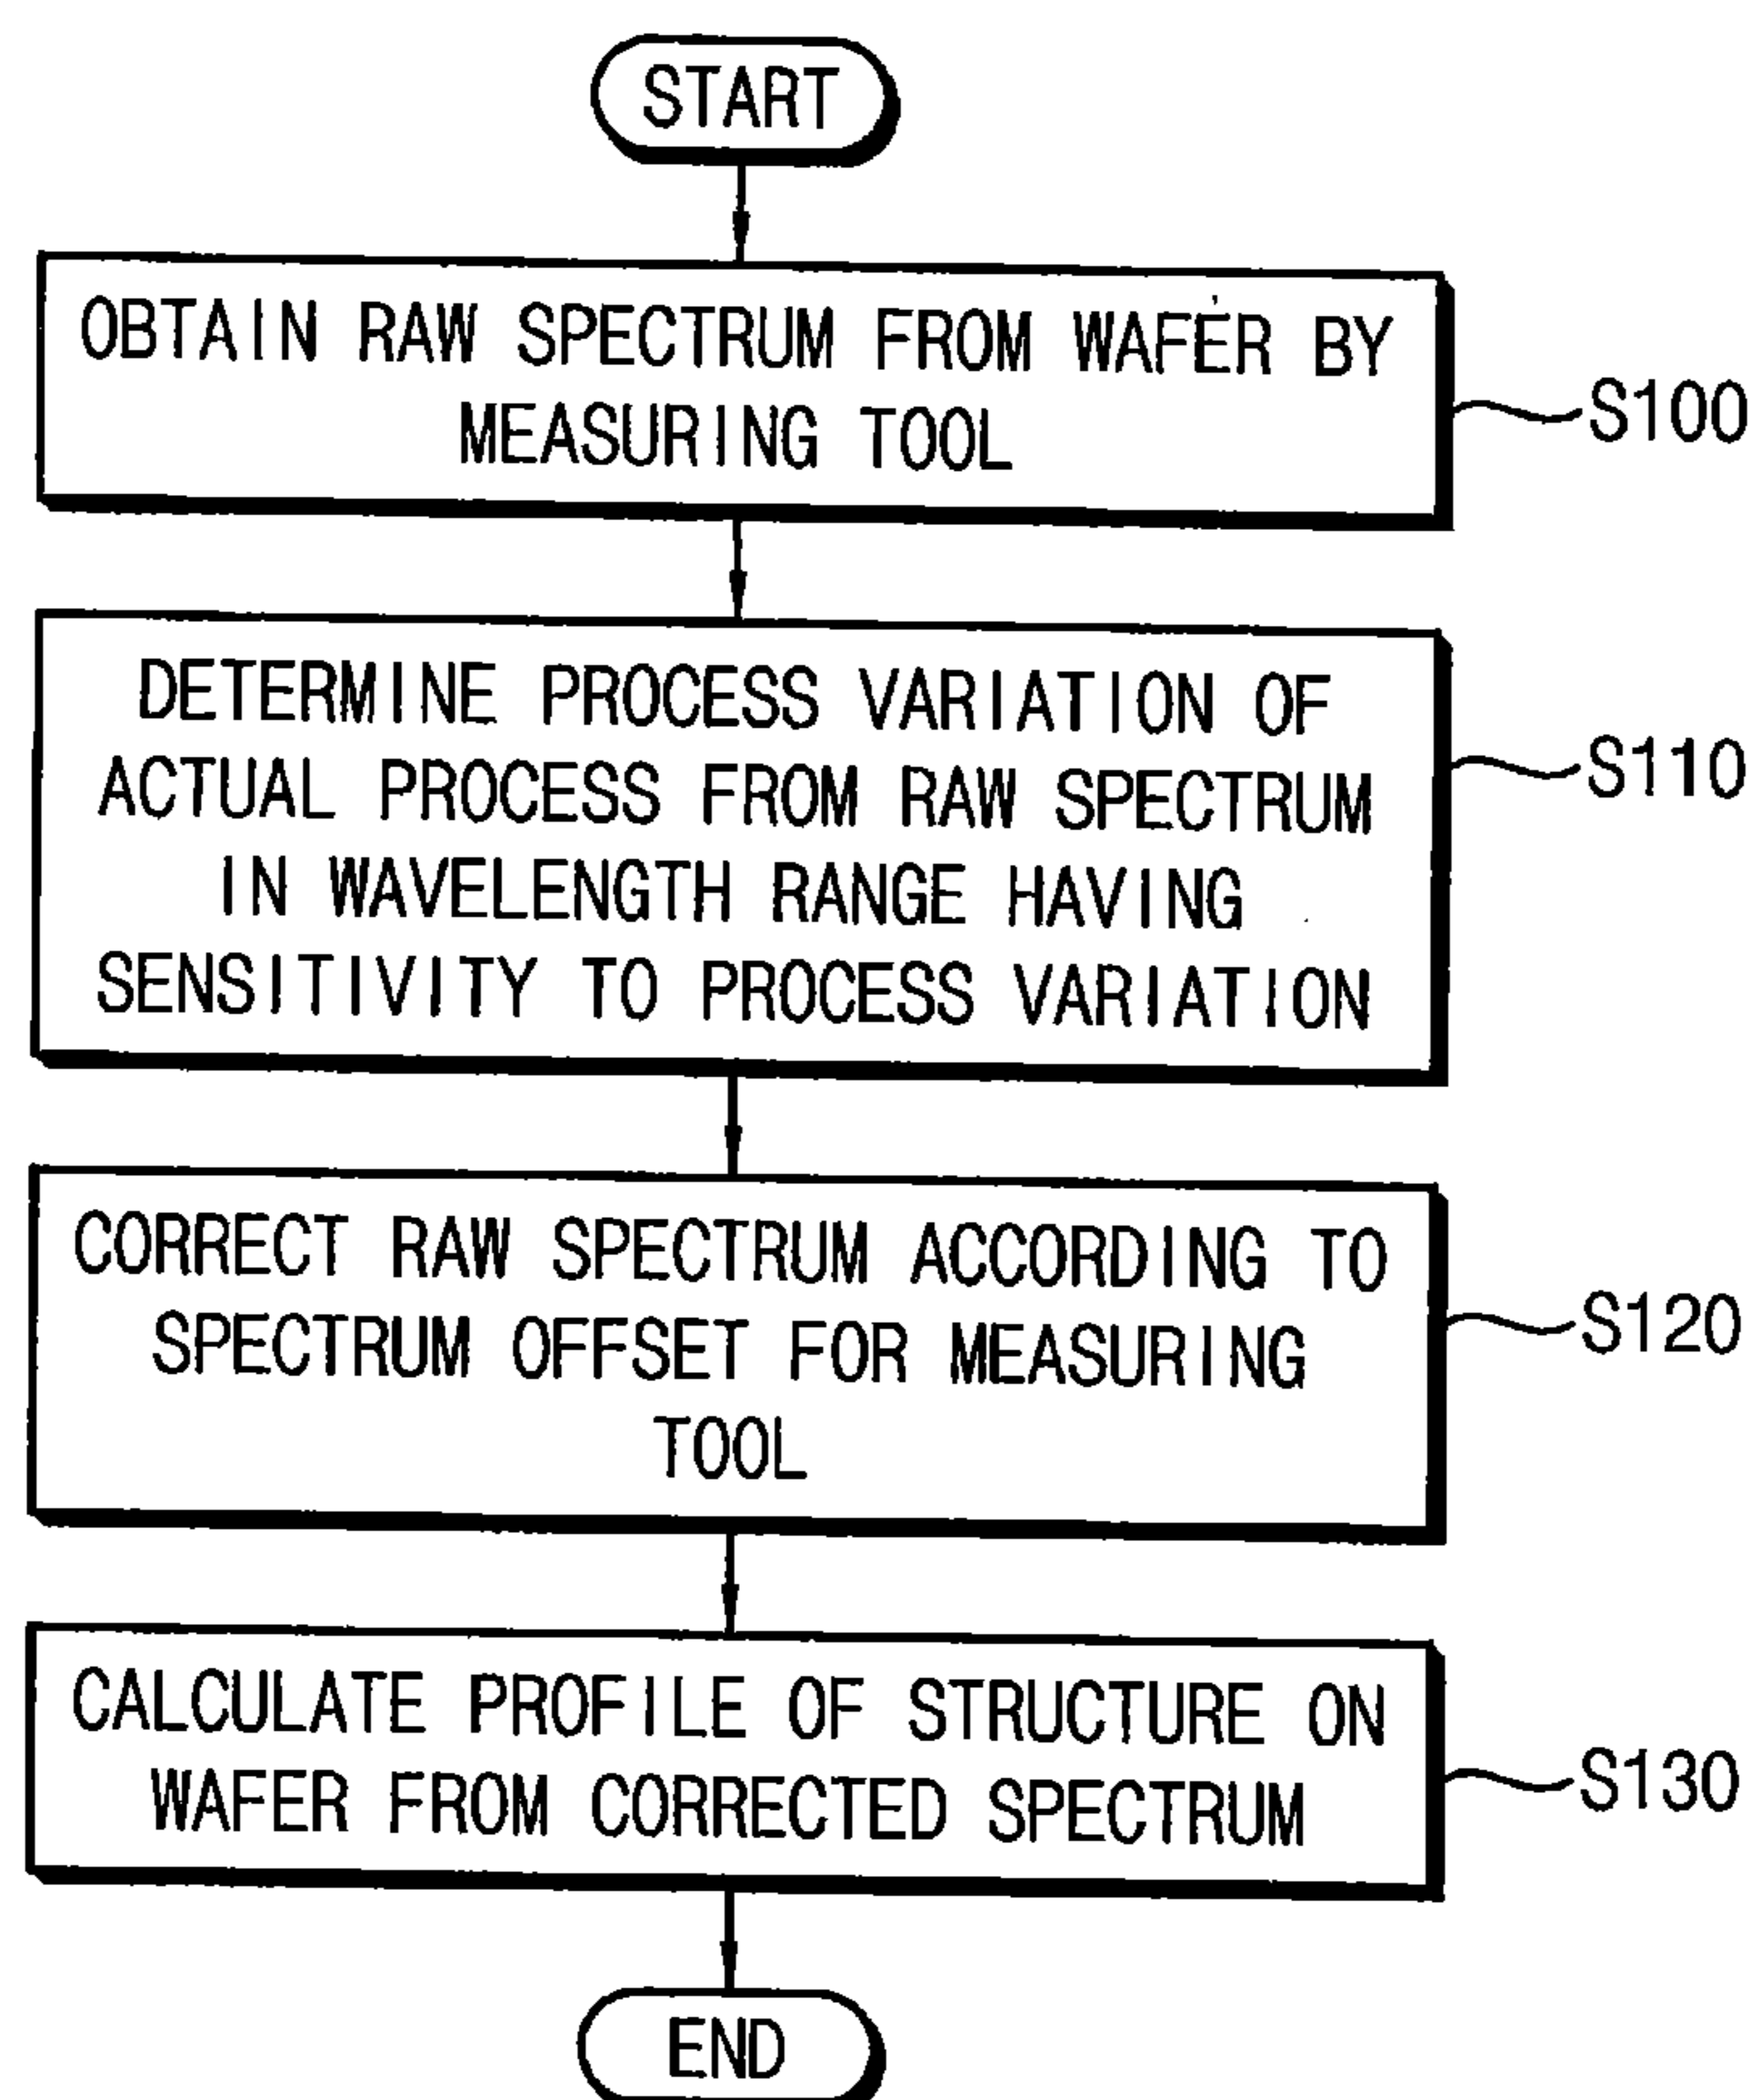 START
OBTAIN RAW SPECTRUM FROM WAFER BY
MEASURING TOOL
S100
DETERMINE PROCESS VARIATION OF
ACTUAL PROCESS FROM RAW SPECTRUM
IN WAVELENGTH RANGE HAVING
SENSITIVITY TO PROCESS VARIATION
S110
CORRECT RAW SPECTRUM ACCORDING TO
SPECTRUM OFFSET FOR MEASURING
TOOL
S120
CALCULATE PROFILE OF STRUCTURE ON
WAFER FROM CORRECTED SPECTRUM
S130
END